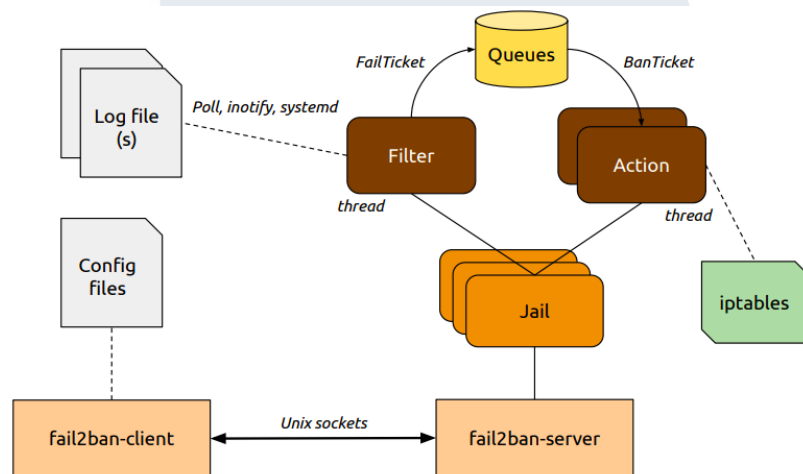 Queues
FailTicket
BanTicket
Log file
(s)
Poll, inotify, systemd
Filter
Action
thread
thread
Config
files
Jail
iptables
fail2ban-client
Unix sockets
fail2ban-server